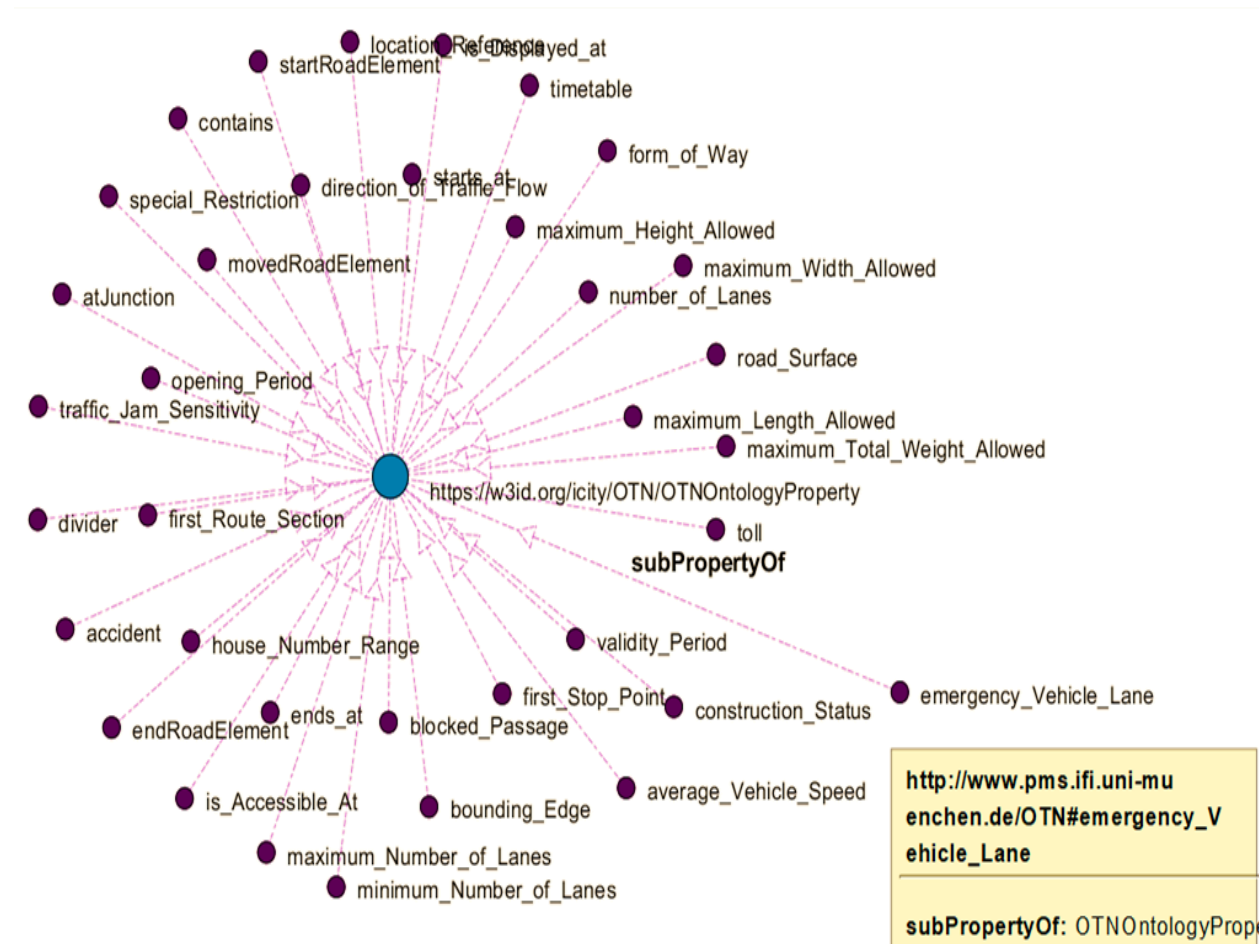 location_Reference
is_Displayed_at
startRoadElement
timetable
contains
form_of_Way
starts_at
direction_of_Traffic_Flow
special_Restriction
maximum_Height_Allowed
movedRoadElement
maximum_Width_Allowed
atJunction
number_of_Lanes
road_Surface
opening_Period
traffic_Jam_Sensitivity
maximum_Length_Allowed
maximum_Total_Weight_Allowed
https://w3id.org/icity/OTN/OTNOntologyProperty
divider
first_Route_Section
toll
subPropertyOf
accident
house_Number_Range
validity_Period
first_Stop_Point
emergency_Vehicle_Lane
construction_Status
ends_at
endRoadElement
blocked_Passage
average_Vehicle_Speed
is_Accessible_At
bounding_Edge
maximum_Number_of_Lanes
minimum_Number_of_Lanes
http://www.pms.ifi.uni-mu
enchen.de/OTN#emergency_V
ehicle_Lane
subPropertyOf: OTNOntologyPrope